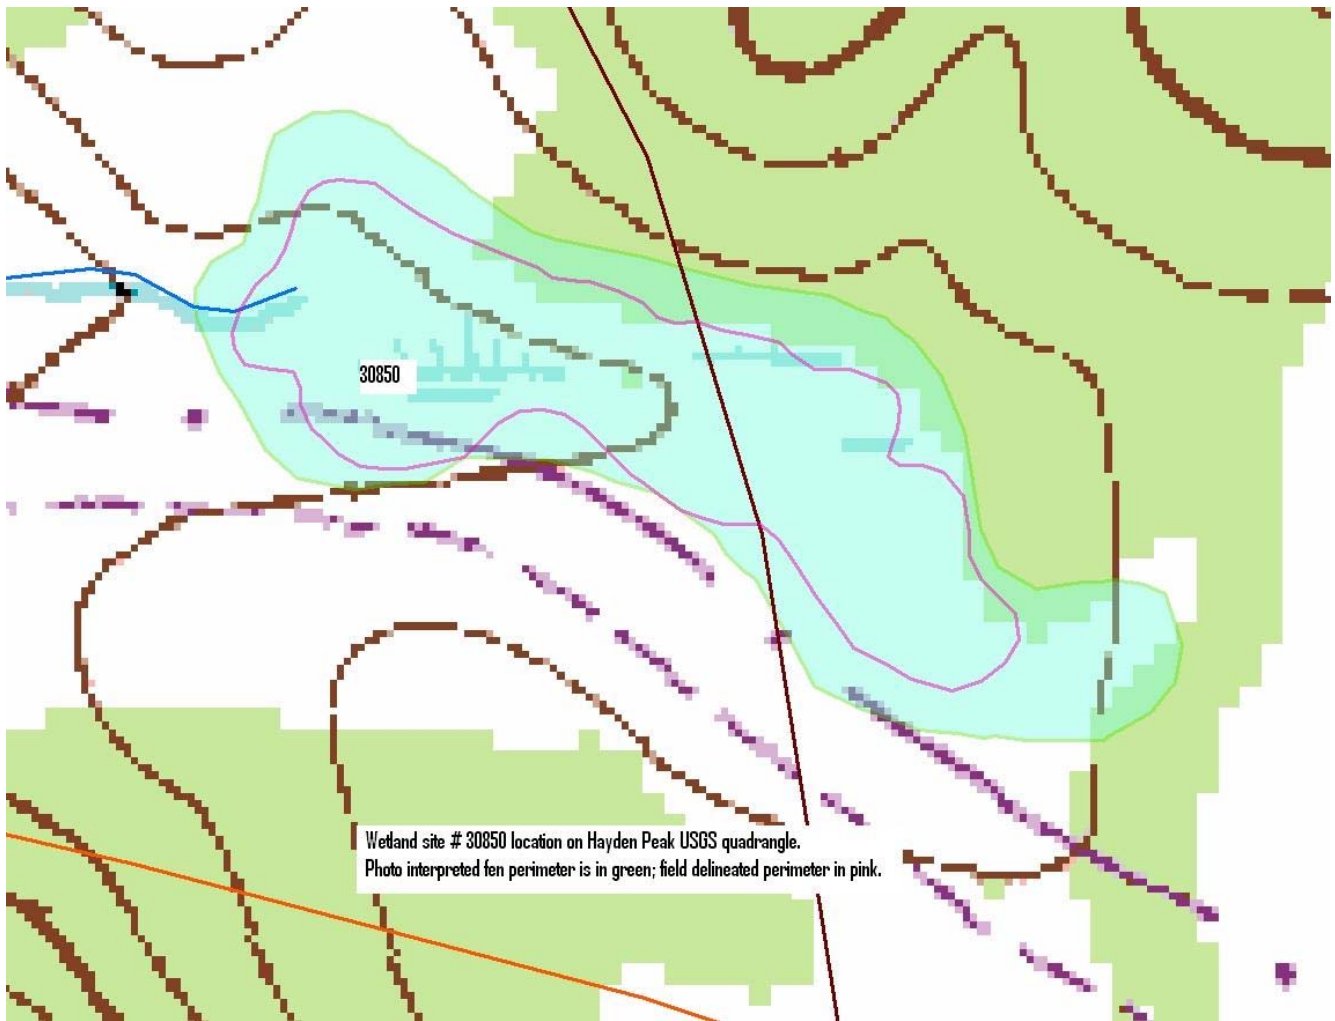 30850
Wetland site # 30850 location on Hayden Peak USGS quadrangle.
Photo interpreted fen perimeter is in green; field delineated perimeter in pink.